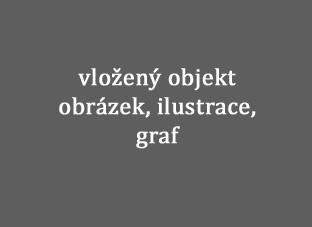 vložený objekt
obrázek, ilustrace,
graf